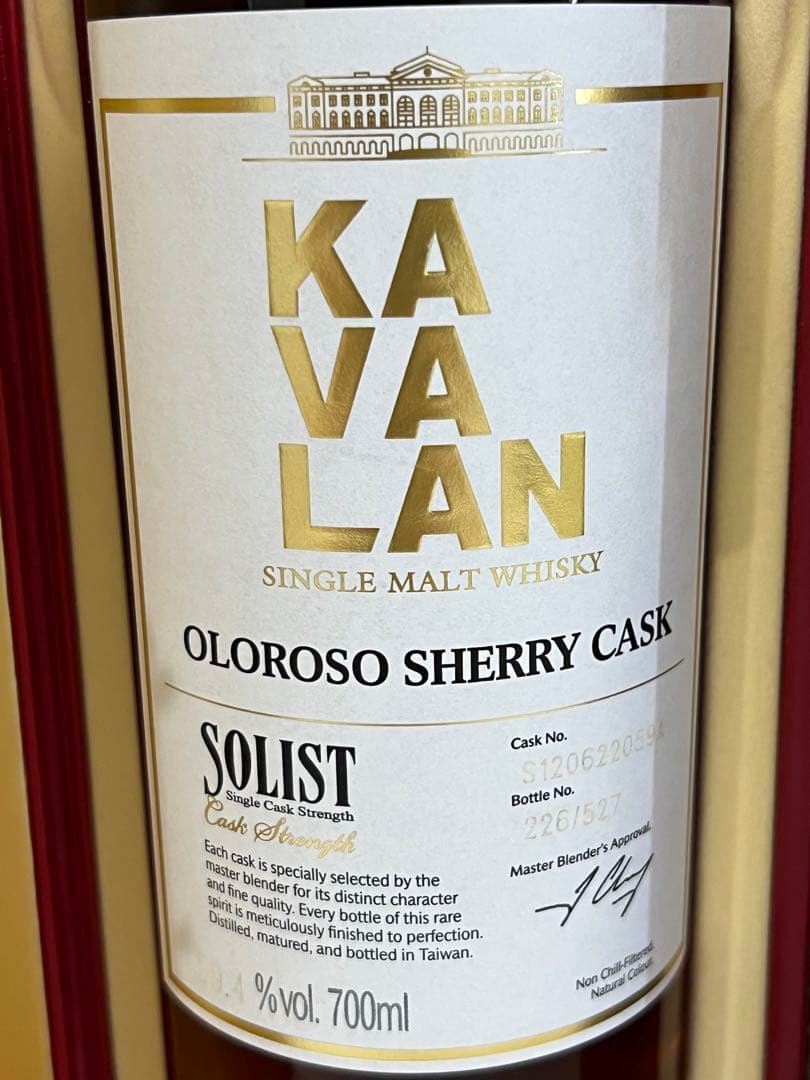 KA
VA
LAN
SINGLE MALT WHISKY
OLOROSO SHERRY CASK
SOLIST
Single Cask Strength
Cask Strength
Each cask is specially selected by the
master blender for its distinct character
and fine quality. Every bottle of this rare
spirit is meticulously finished to perfection.
Distilled, matured, and bottled in Taiwan.
%vol. 700ml
Cask No.
S120622059A
Bottle No.
226/527
Master Blender's Approval.
Non Chill-Filtered.
Natural Colour.